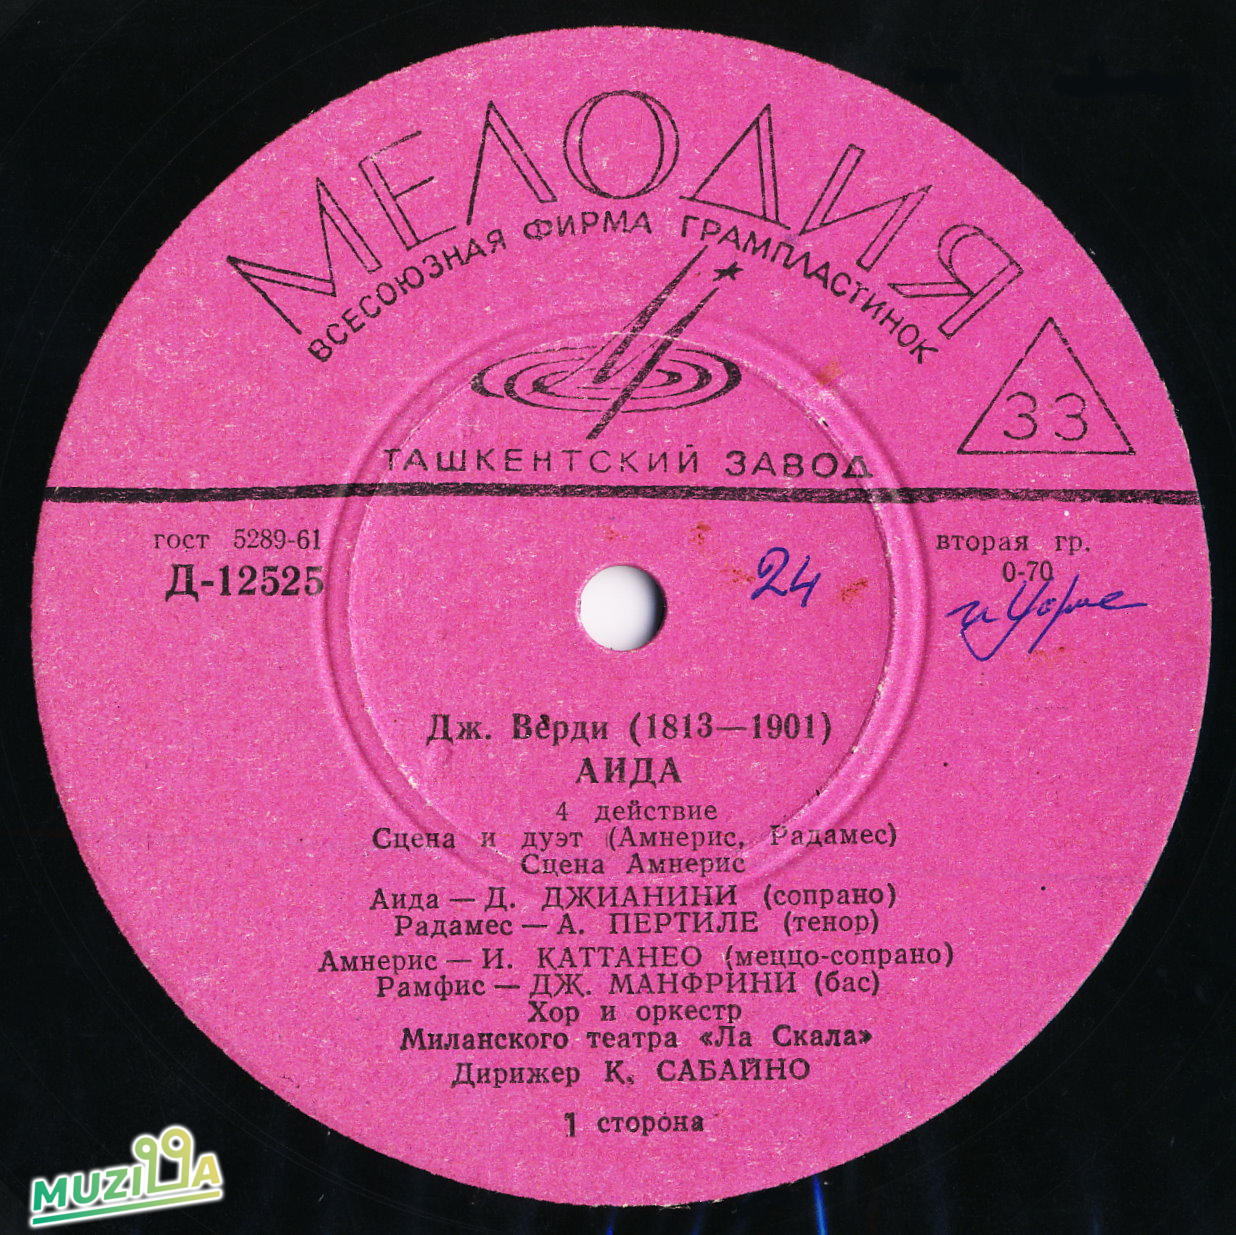 МЕЛОДИЯ
ВСЕСОЮЗНАЯ ФИРМА ГРАМПЛАСТИНОК
33
ТАШКЕНТСКИЙ ЗАВОД
гост 5289-61
Д-12525
вторая гр.
0-70
24
Дж. Верди (1813—1901)
АИДА
4 действие
Сцена и дуэт (Амнерис, Радамес)
Сцена Амнерис
Аида — Д. ДЖИАНИНИ (сопрано)
Радамес — А. ПЕРТИЛЕ (тенор)
Амнерис — И. КАТТАНЕО (меццо-сопрано)
Рамфис — ДЖ. МАНФРИНИ (бас)
Хор и оркестр
Миланского театра «Ла Скала»
Дирижер К. САБАЙНО
1 сторона
MUZILLA